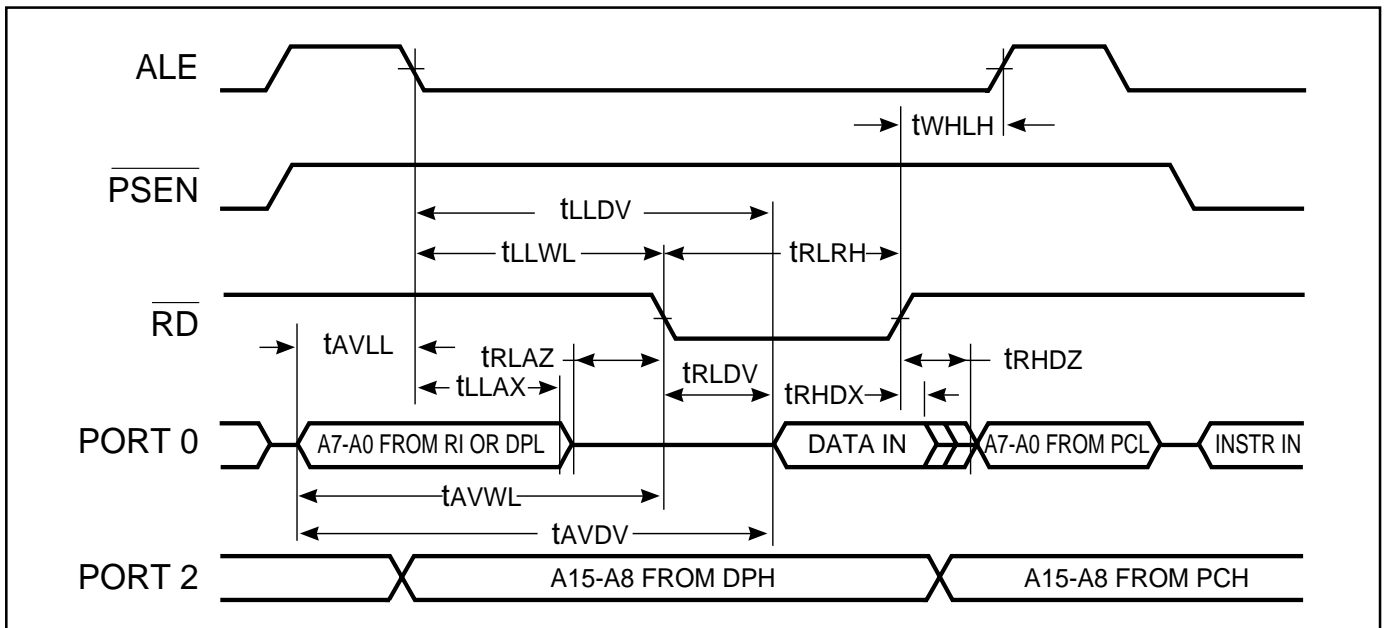 ALE
tWHLH
PSEN
tLLDV
tLLWL
tRLRH
RD
tAVLL
tRLAZ
tLLAX
tRLDV
tRHDZ
tRHDX
PORT 0
A7-A0 FROM RI OR DPL
DATA IN
A7-A0 FROM PCL
INSTR IN
tAVWL
tAVDV
PORT 2
A15-A8 FROM DPH
A15-A8 FROM PCH